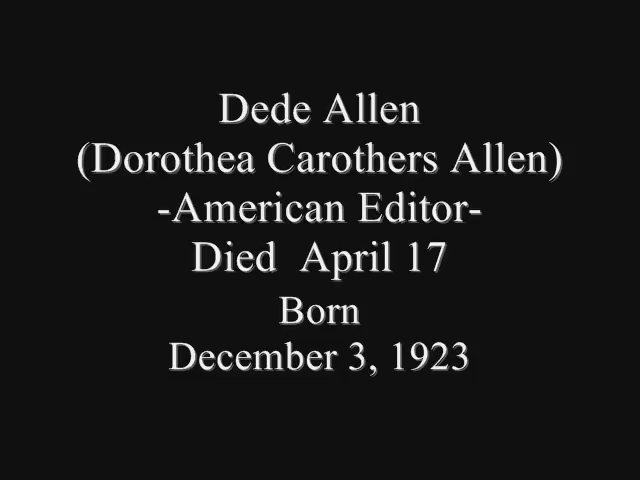 Dede Allen
(Dorothea Carothers Allen)
-American Editor-
Died  April 17
Born
December 3, 1923